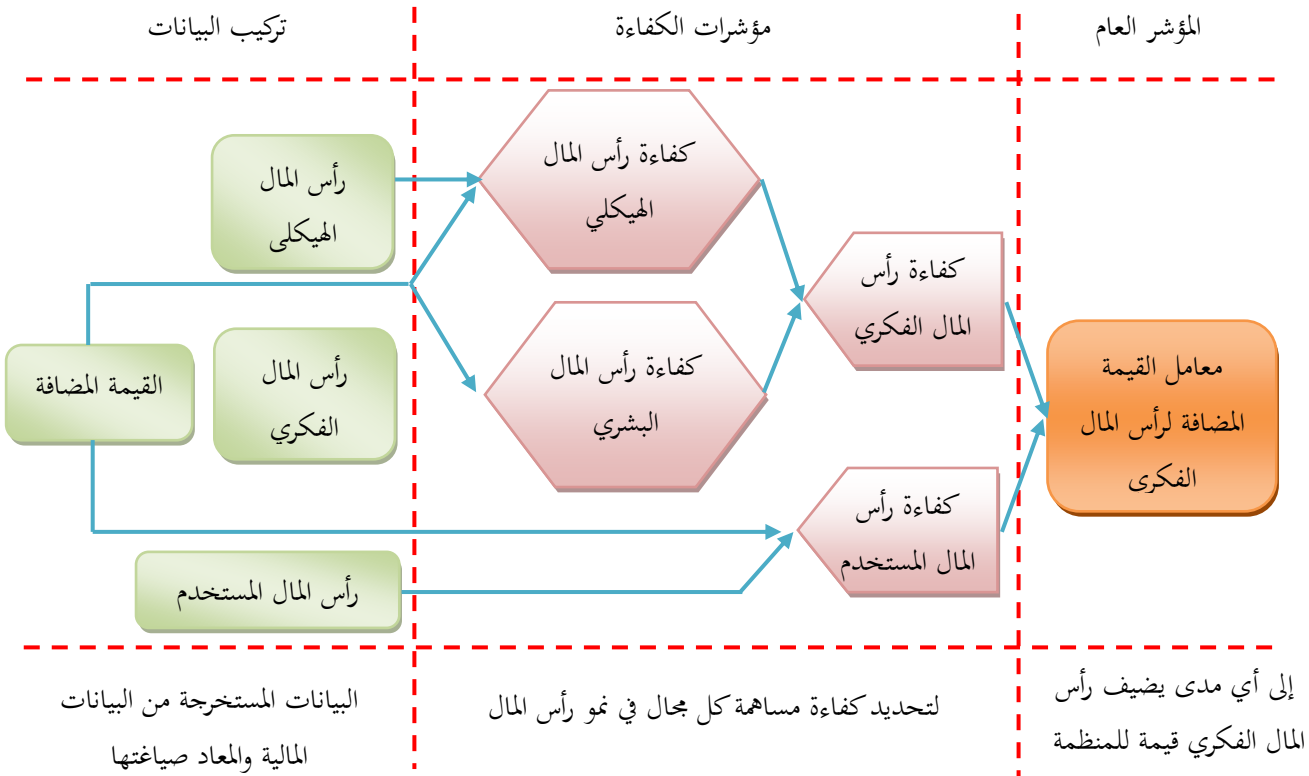 المؤشر العام
مؤشرات الكفاءة
تركيب البيانات
كفاءة رأس المال
الهيكلي
رأس المال
الهيكلى
كفاءة رأس
المال الفكري
معامل القيمة
المضافة لرأس المال
الفكرى
كفاءة رأس المال
البشري
رأس المال
الفكري
القيمة المضافة
كفاءة رأس
المال المستخدم
رأس المال المستخدم
إلى أي مدى يضيف رأس
المال الفكري قيمة للمنظمة
لتحديد كفاءة مساهمة كل مجال في نمو رأس المال
البيانات المستخرجة من البيانات
المالية والمعاد صياغتها